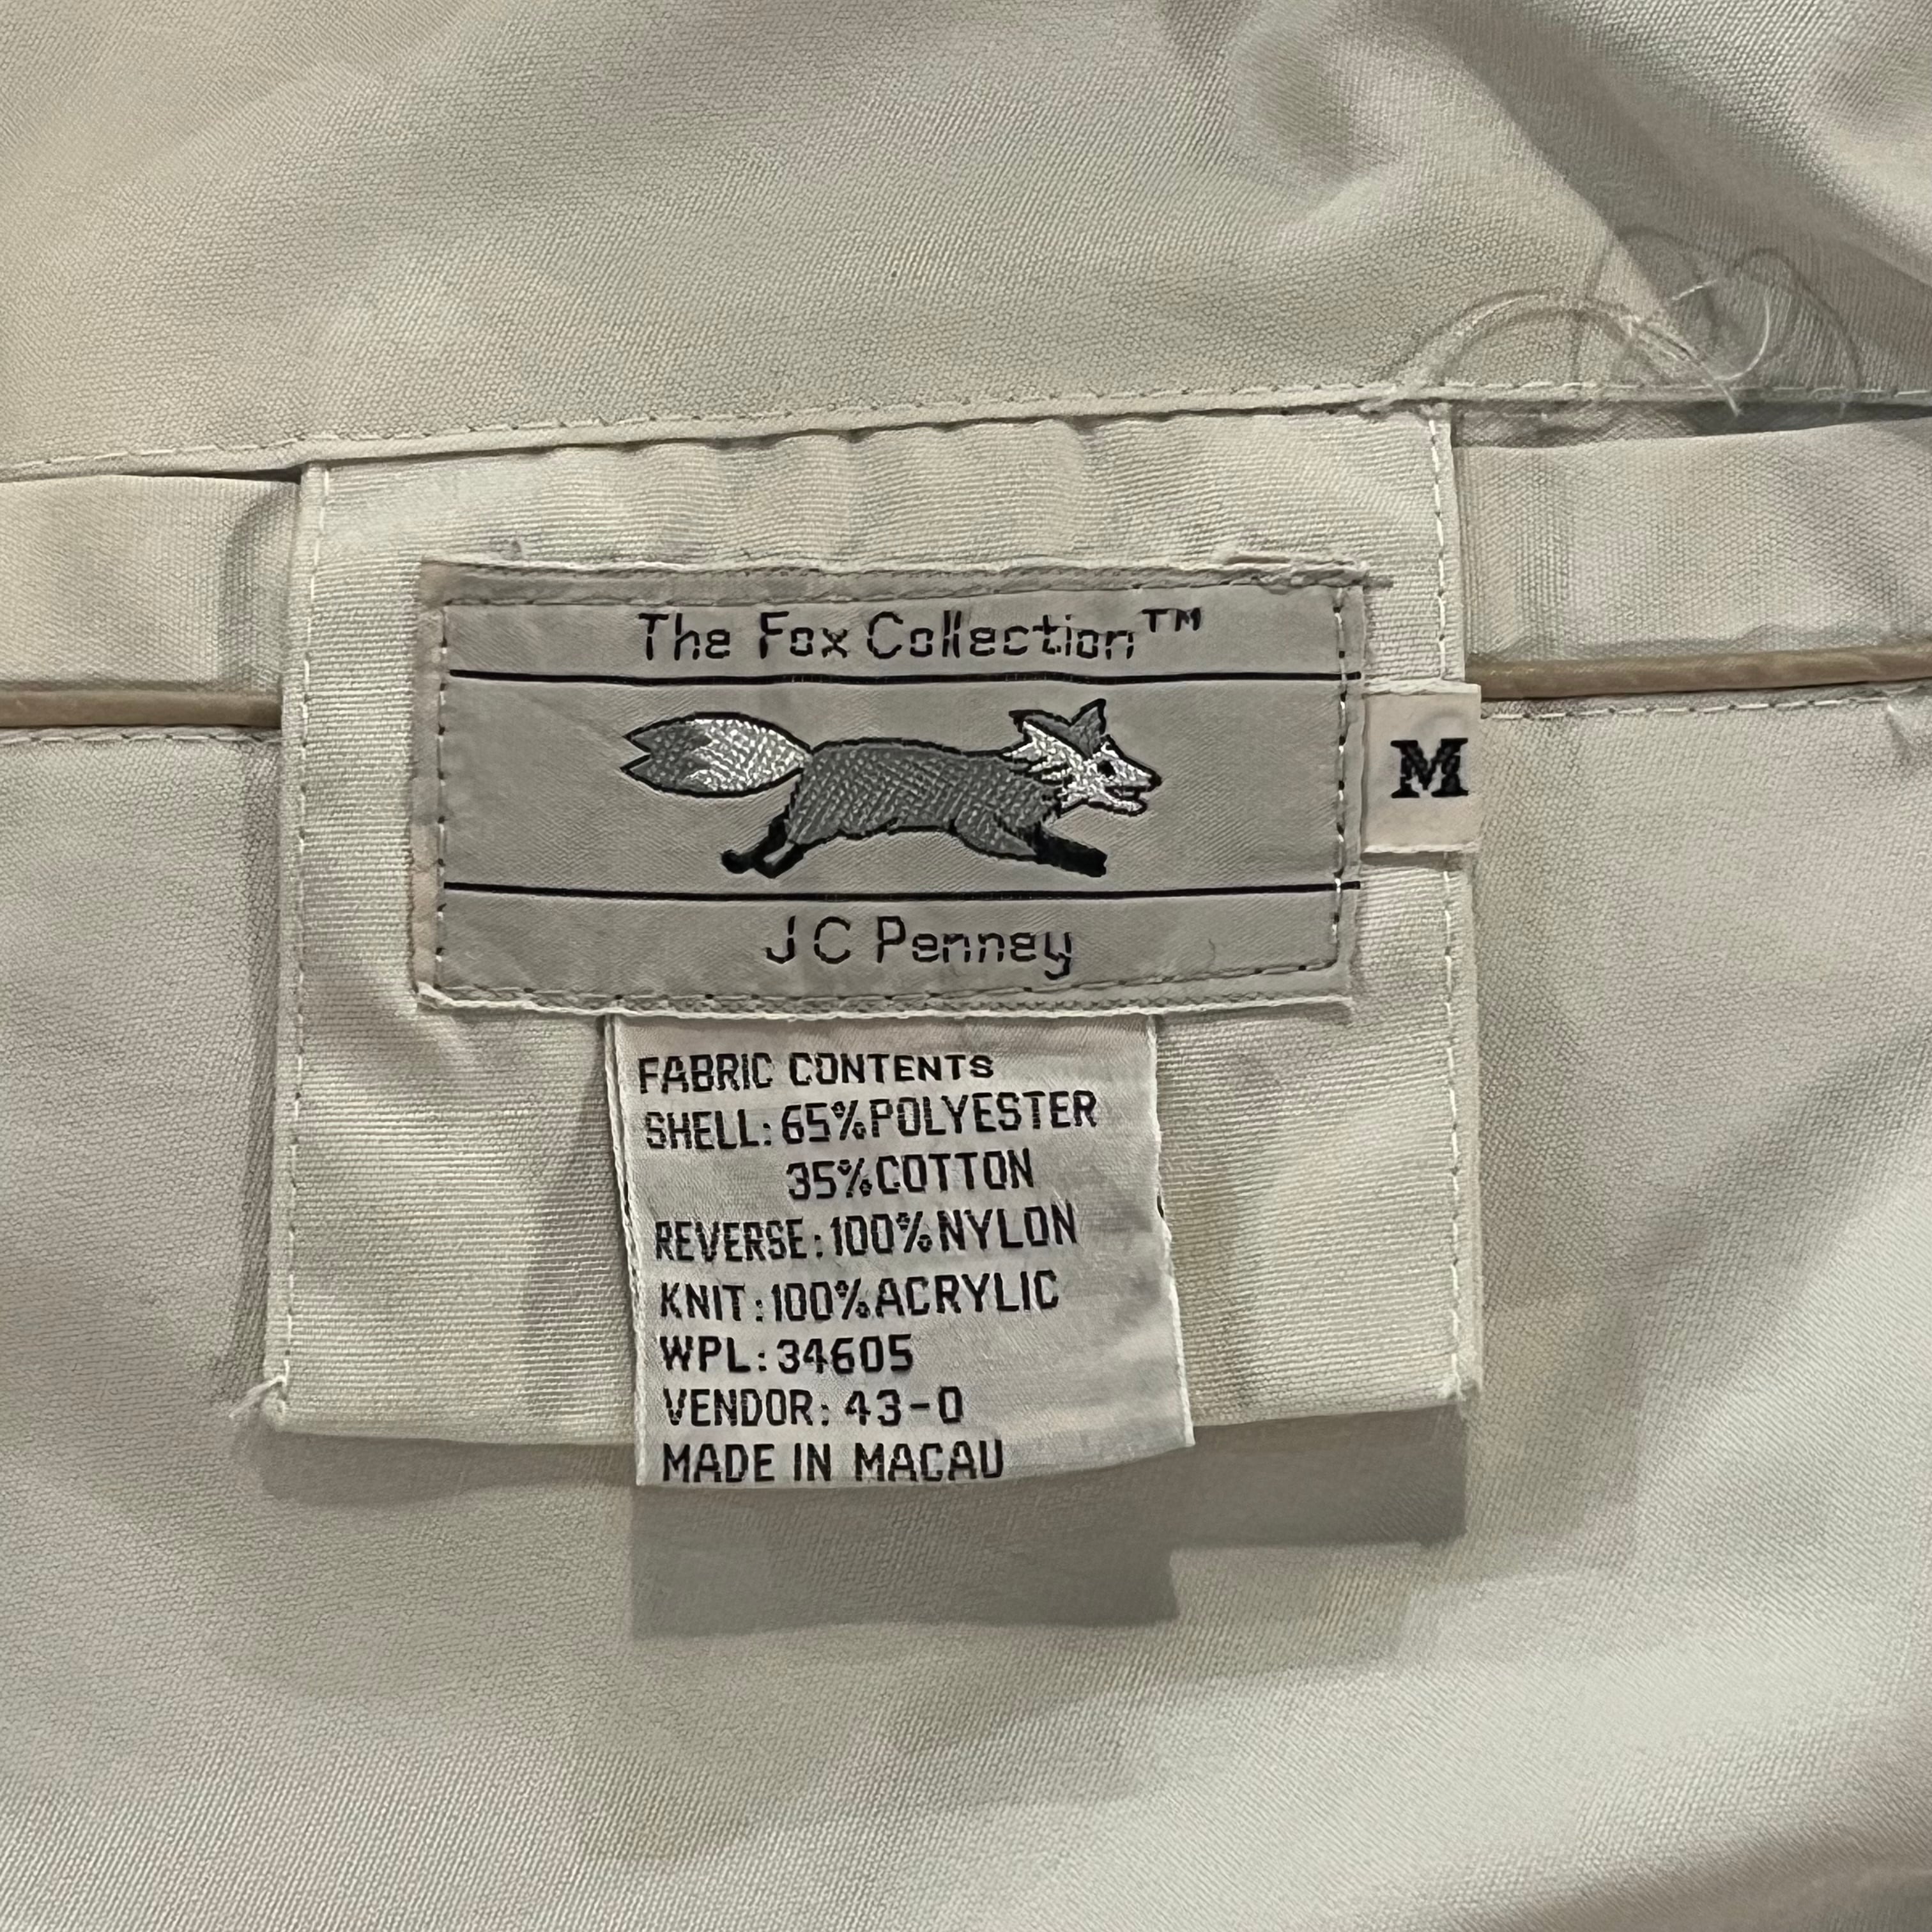 The Fox Collection™
M
J C Penney
FABRIC CONTENTS
SHELL: 65% POLYESTER
35% COTTON
REVERSE: 100% NYLON
KNIT: 100% ACRYLIC
WPL: 34605
VENDOR: 43-0
MADE IN MACAU